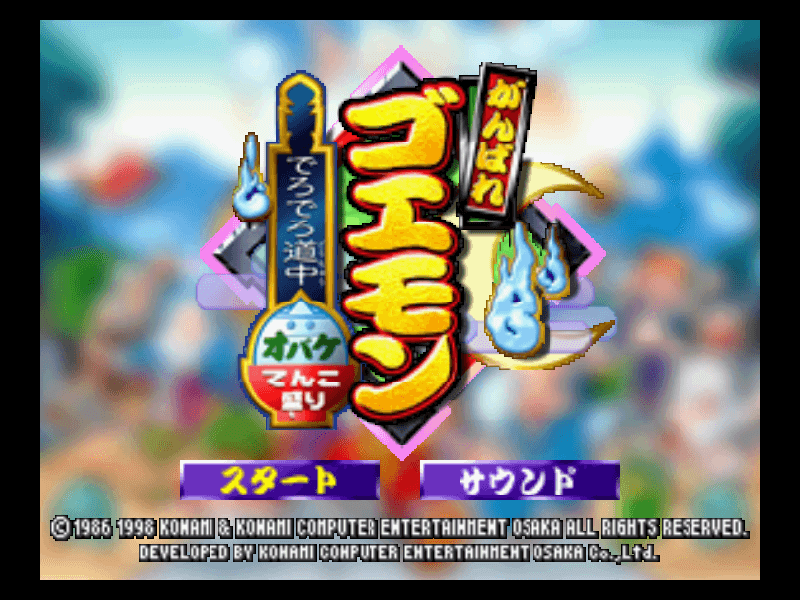 がんばれ
ゴエモン
でろでろ道中
オバケ
てんこ
盛り
スタート
サウンド
©1986 1998 KONAMI & KONAMI COMPUTER ENTERTAINMENT OSAKA ALL RIGHTS RESERVED.
DEVELOPED BY KONAMI COMPUTER ENTERTAINMENT OSAKA Co.,Ltd.